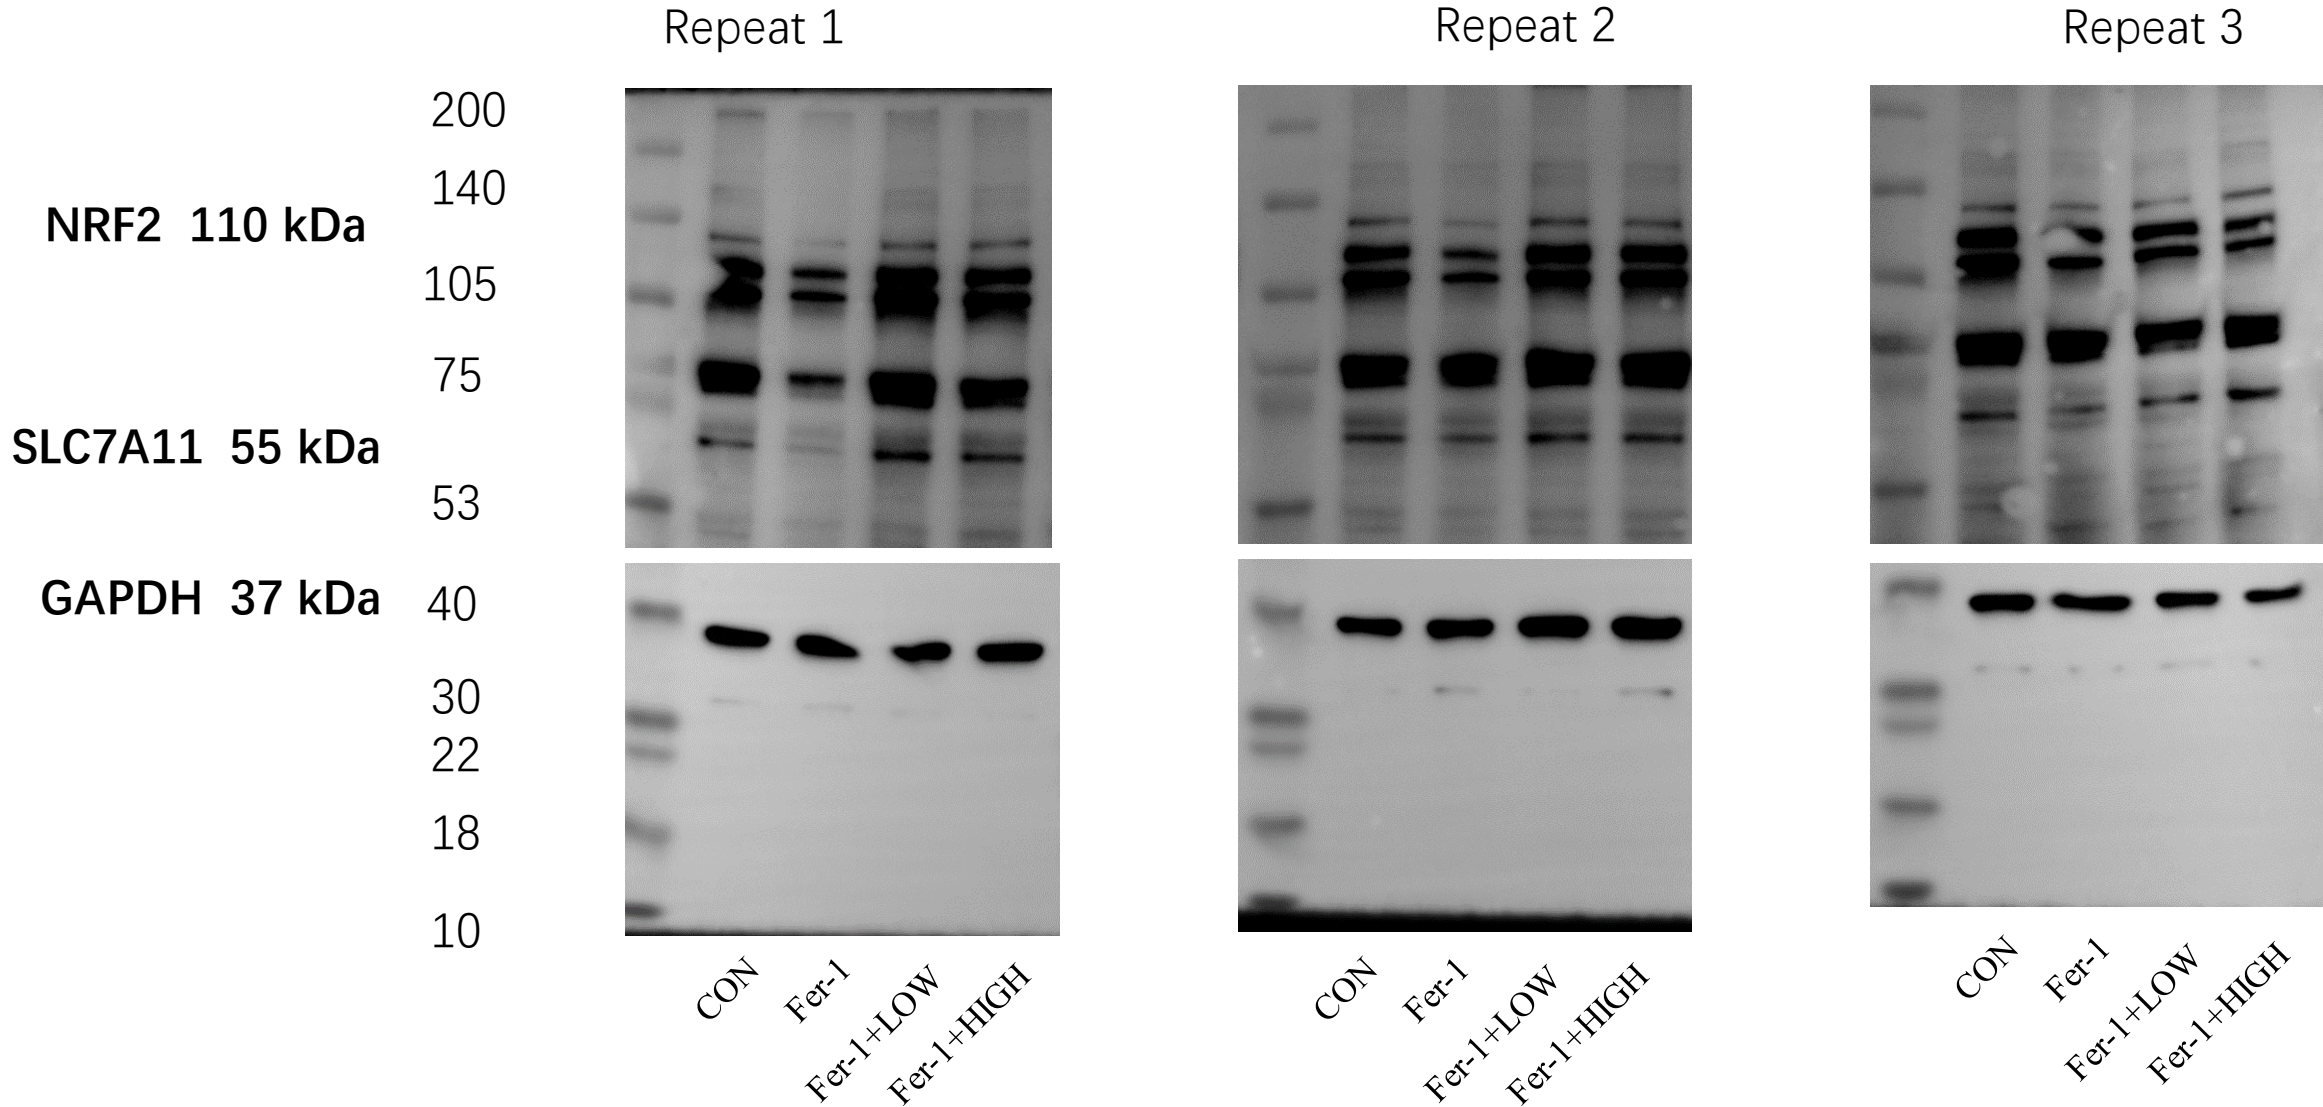 Repeat 1
Repeat 2
Repeat 3
200
140
NRF2 110 kDa
105
75
SLC7A11 55 kDa
53
GAPDH 37 kDa
40
30
22
18
10
CON
Fer-1
Fer-1+LOW
Fer-1+HIGH
CON
Fer-1
Fer-1+LOW
Fer-1+HIGH
CON
Fer-1
Fer-1+LOW
Fer-1+HIGH